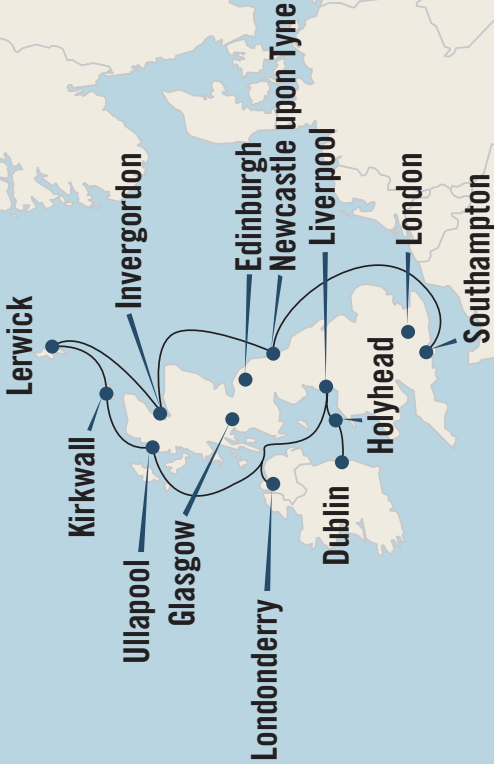 Lerwick
Kirkwall
Invergordon
Ullapool
Glasgow
Edinburgh
Newcastle upon Tyne
Londonderry
Liverpool
Dublin
Holyhead
London
Southampton